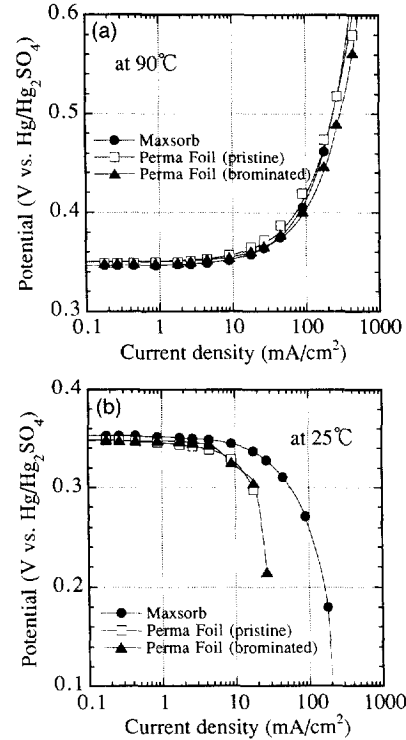 0.6
(a)
at 90℃
0.5
Maxsorb
Perma Foil (pristine)
Perma Foil (brominated)
0.4
0.3
Potential (V vs. Hg/Hg₂SO₄)
0.1 1 10 100 1000
Current density (mA/cm²)
0.4
(b)
at 25℃
0.3
0.2
Maxsorb
Perma Foil (pristine)
Perma Foil (brominated)
0.1
Potential (V vs. Hg/Hg₂SO₄)
0.1 1 10 100 1000
Current density (mA/cm²)